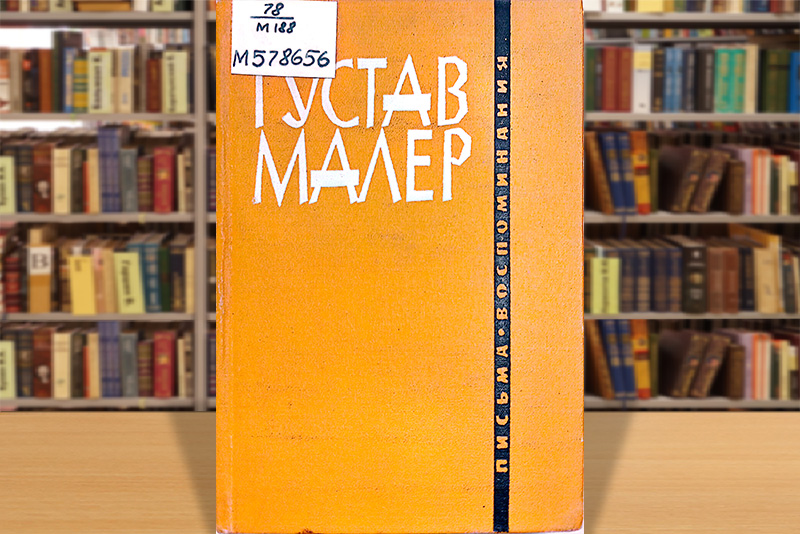 78
М188
М578656
ГУСТАВ
МАЛЕР
ПИСЬМА • ВОСПОМИНАНИЯ
В